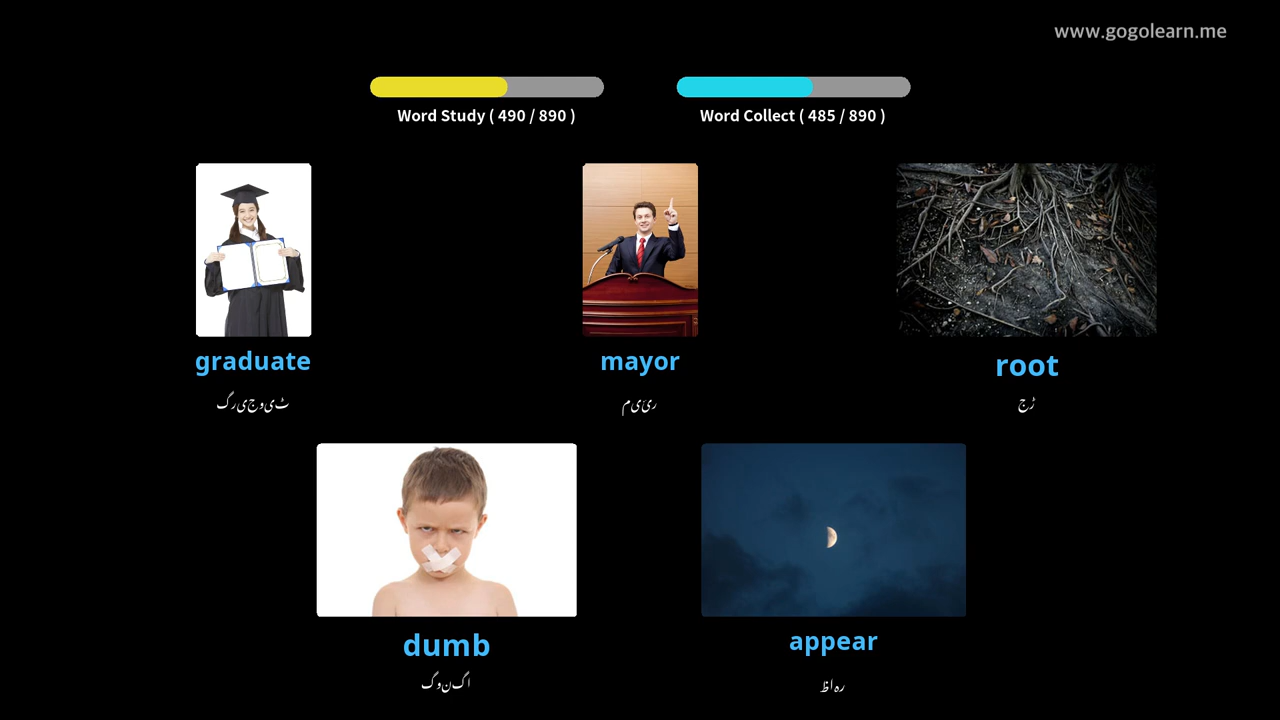 www.gogolearn.me
Word Study ( 490 / 890 )
Word Collect ( 485 / 890 )
graduate
ٹیوجیرگ
mayor
رئیم
root
ڑج
dumb
اگنوگ
appear
رہاظ